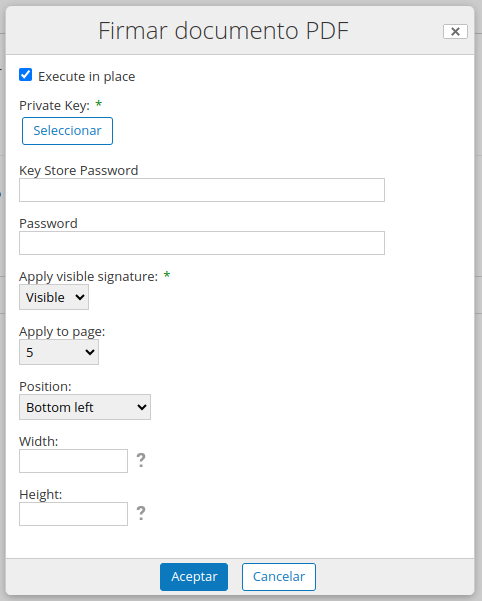 Firmar documento PDF
Execute in place
Private Key: *
Seleccionar
Key Store Password
Password
Apply visible signature: *
Visible
Apply to page:
5
Position:
Bottom left
Width:
?
Height:
?
Aceptar
Cancelar